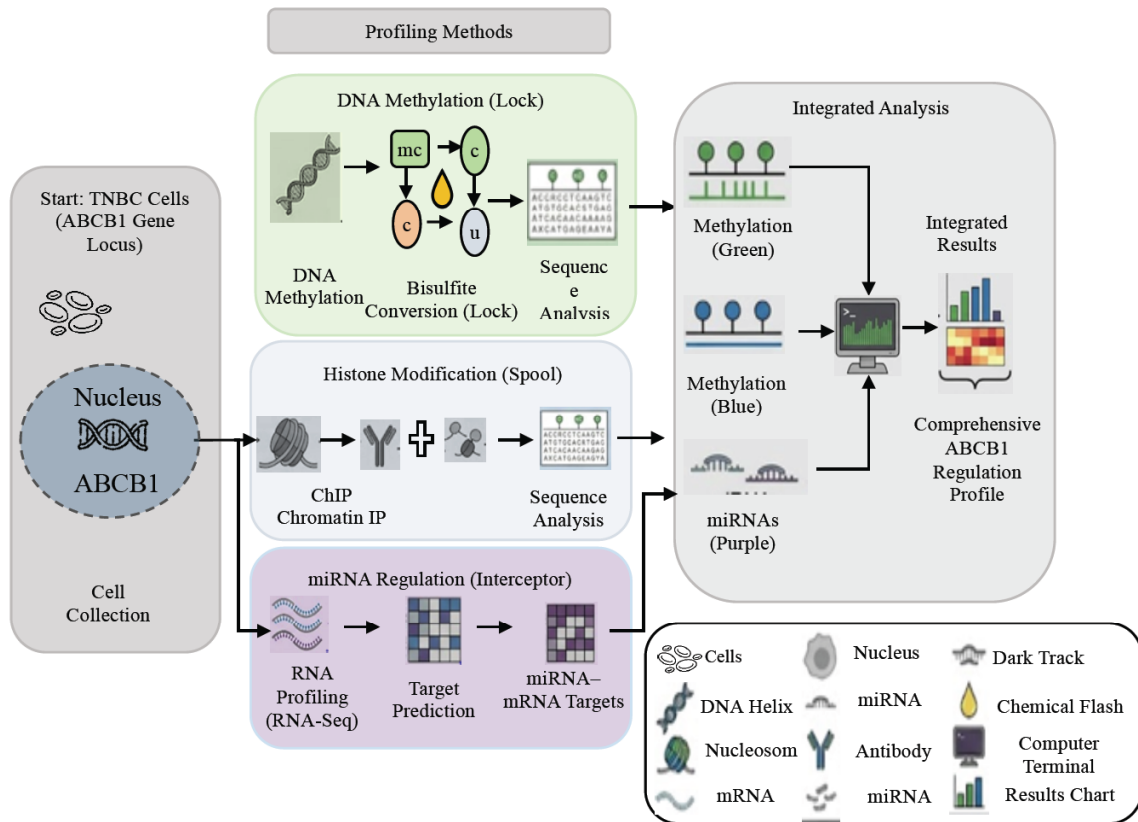 Profiling Methods
Start: TNBC Cells
(ABCB1 Gene
Locus)
Nucleus
ABCB1
Cell
Collection
DNA Methylation (Lock)
mc
c
c
u
DNA
Methylation
Bisulfite
Conversion (Lock)
Sequenc
e
Analysis
Histone Modification (Spool)
ChIP
Chromatin IP
Sequence
Analysis
miRNA Regulation (Interceptor)
RNA
Profiling
(RNA-Seq)
Target
Prediction
miRNA–
mRNA Targets
Integrated Analysis
Methylation
(Green)
Methylation
(Blue)
miRNAs
(Purple)
>_
Integrated
Results
Comprehensive
ABCB1
Regulation
Profile
Cells
Nucleus
Dark Track
DNA Helix
miRNA
Chemical Flash
Nucleosom
Antibody
Computer
Terminal
mRNA
miRNA
Results Chart